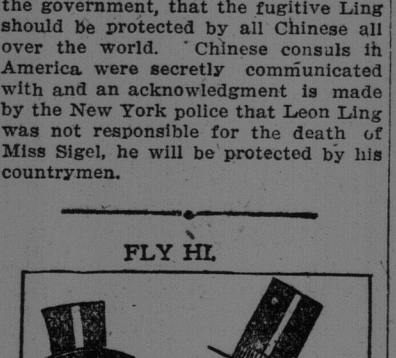 the government, that the fugitive Ling
should be protected by all Chinese all
over the world. Chinese consuls in
America were secretly communicated
with and an acknowledgment is made
by the New York police that Leon Ling
was not responsible for the death of
Miss Sigel, he will be protected by his
countrymen.
FLY HI.